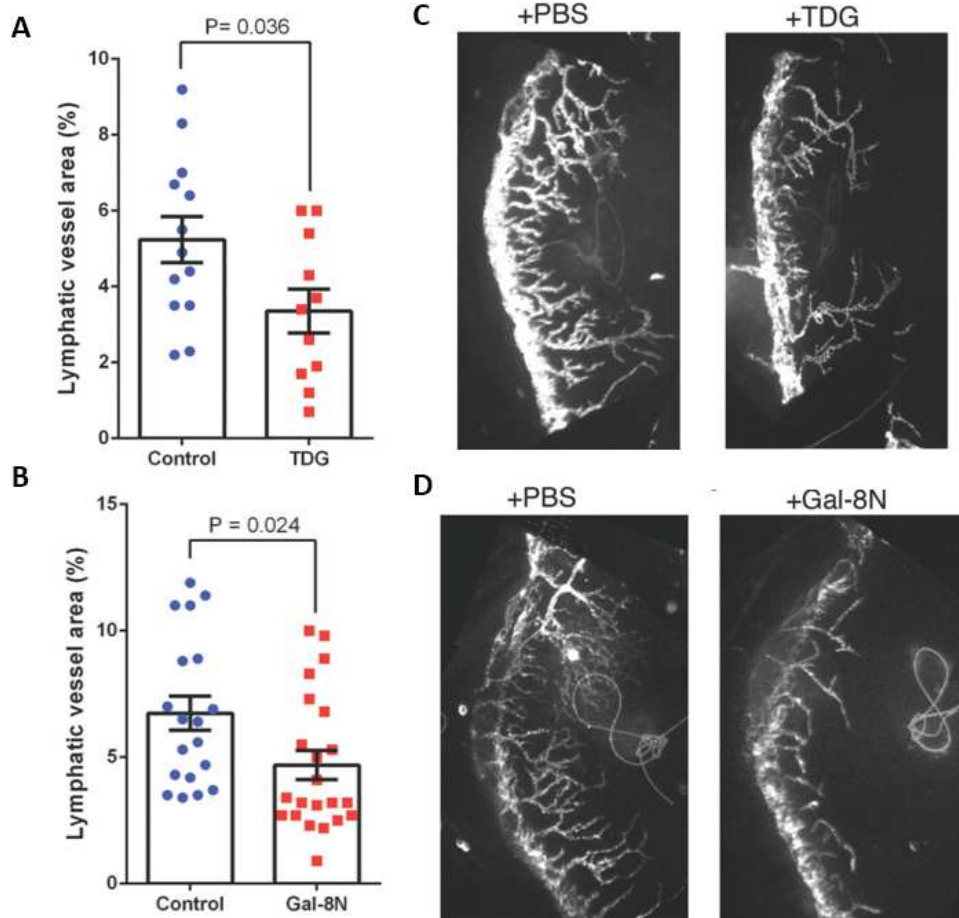 A
P= 0.036
Lymphatic vessel area (%)
10
8
6
4
2
0
Control
TDG
B
P = 0.024
Lymphatic vessel area (%)
15
10
5
0
Control
Gal-8N
C
+PBS
+TDG
D
+PBS
+Gal-8N